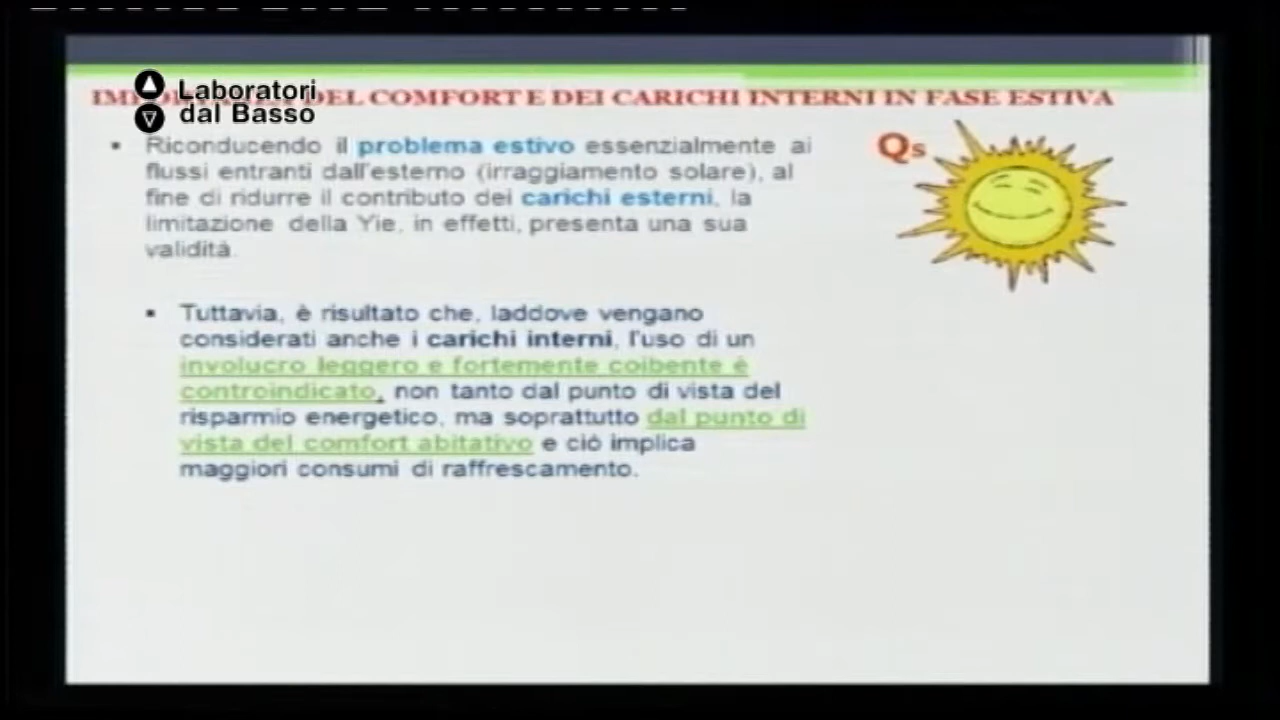 Laboratori
dal Basso
DEL COMFORT E DEI CARICHI INTERNI IN FASE ESTIVA
▪ Riconducendo il problema estivo essenzialmente ai
flussi entranti dall'esterno (irraggiamento solare), al
fine di ridurre il contributo dei carichi esterni, la
limitazione della Yie, in effetti, presenta una sua
validità.
Qs
▪ Tuttavia, è risultato che, laddove vengano
considerati anche i carichi interni, l'uso di un
involucro leggero e fortemente coibente è
controindicato, non tanto dal punto di vista del
risparmio energetico, ma soprattutto dal punto di
vista del comfort abitativo e ciò implica
maggiori consumi di raffrescamento.